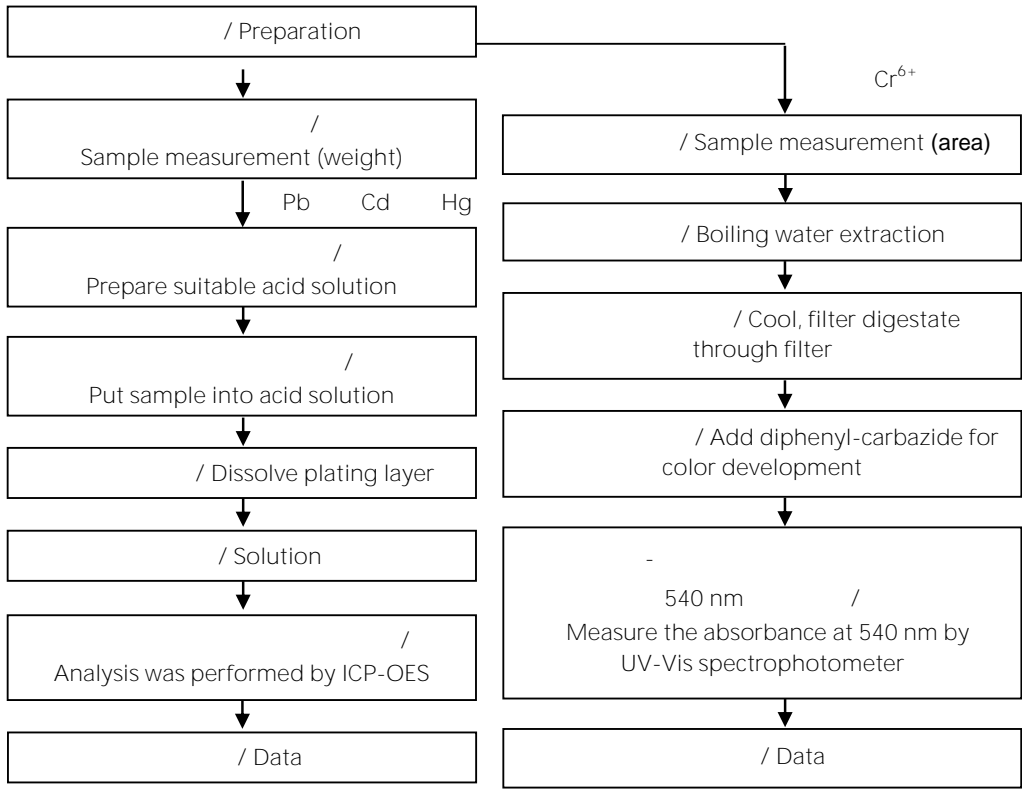 / Preparation
/
Sample measurement (weight)
Pb Cd Hg
/
Prepare suitable acid solution
/
Put sample into acid solution
/ Dissolve plating layer
/ Solution
/
Analysis was performed by ICP-OES
/ Data
Cr⁶⁺
/ Sample measurement (area)
/ Boiling water extraction
/ Cool, filter digestate
through filter
/ Add diphenyl-carbazide for
color development
-
540 nm /
Measure the absorbance at 540 nm by
UV-Vis spectrophotometer
/ Data